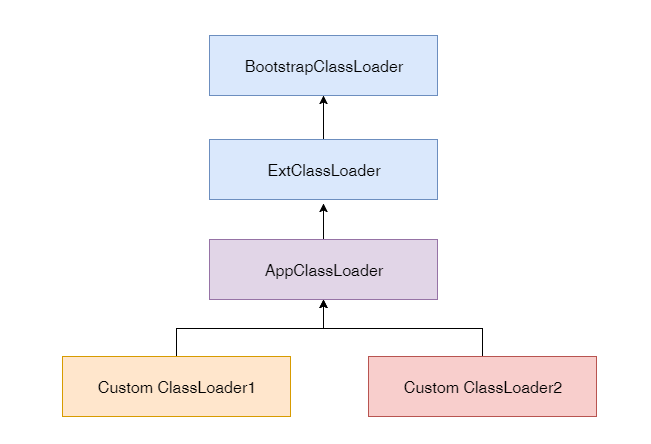 BootstrapClassLoader
ExtClassLoader
AppClassLoader
Custom ClassLoader1
Custom ClassLoader2